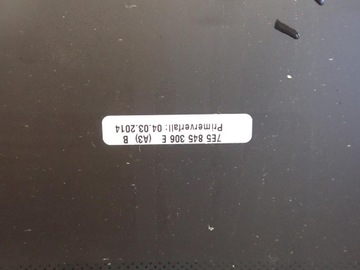 7E5 845 306 E (A3) B
Primerverfall: 04.03.2014